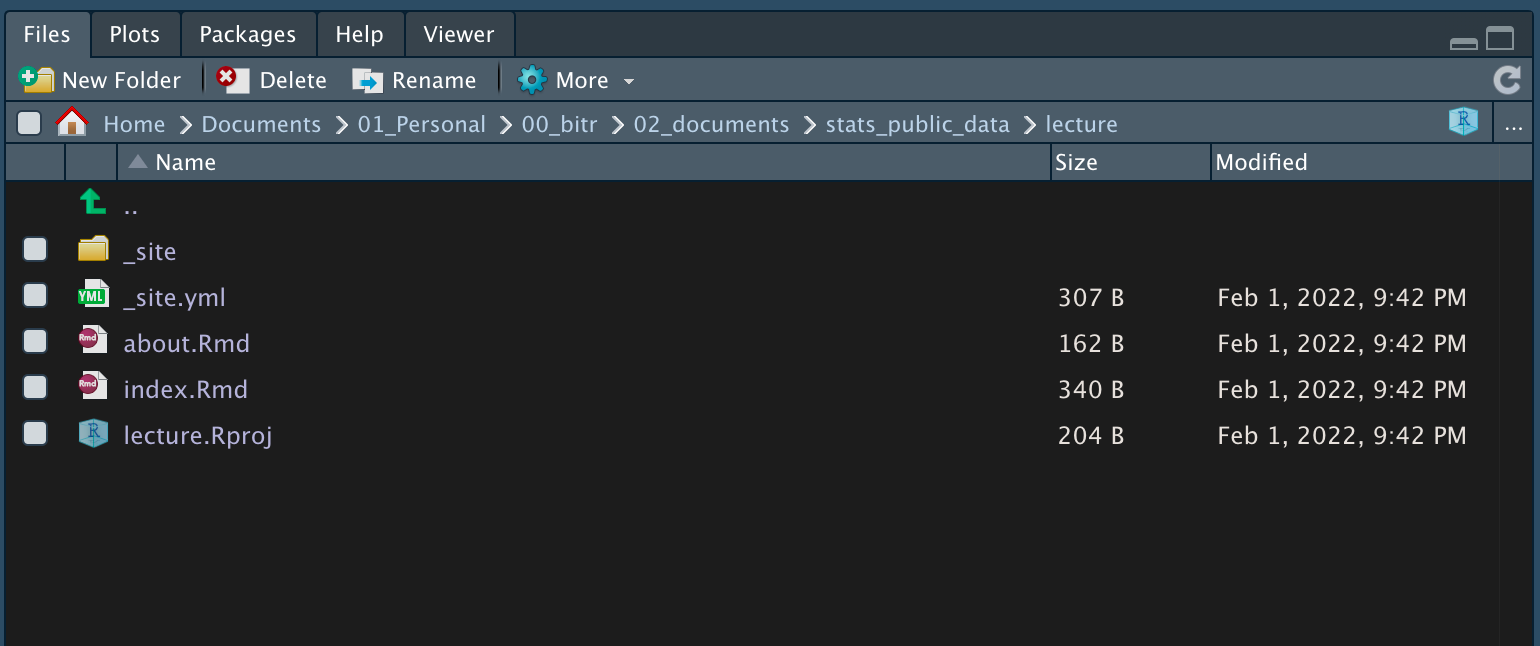 Files Plots Packages Help Viewer
New Folder Delete Rename More
Home Documents 01_Personal 00_bitr 02_documents stats_public_data lecture R ...
Name Size Modified
..
_site
YML _site.yml 307 B Feb 1, 2022, 9:42 PM
Rmd about.Rmd 162 B Feb 1, 2022, 9:42 PM
Rmd index.Rmd 340 B Feb 1, 2022, 9:42 PM
R lecture.Rproj 204 B Feb 1, 2022, 9:42 PM